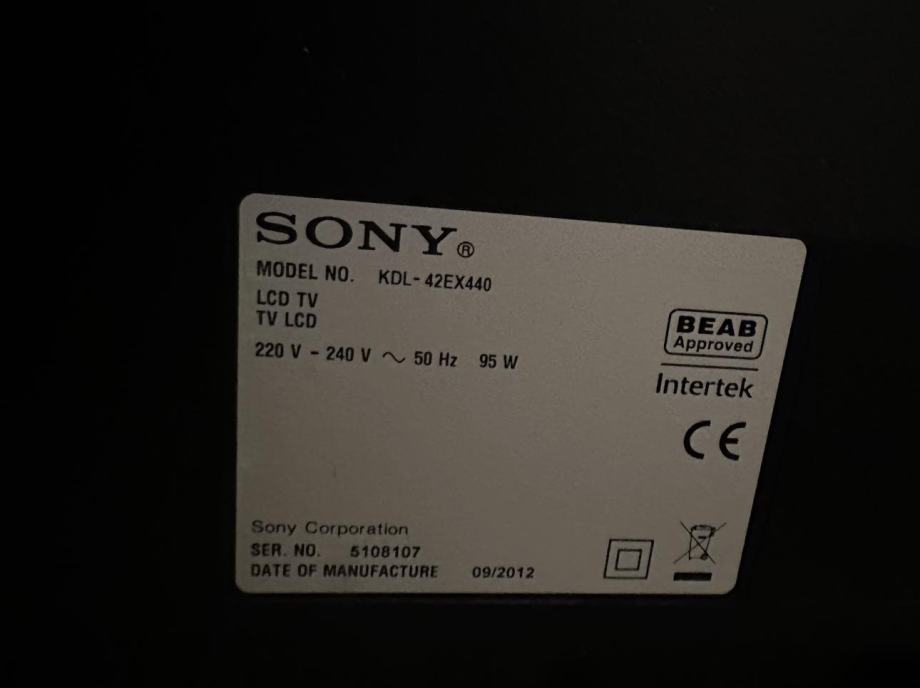 SONY®
MODEL NO. KDL-42EX440
LCD TV
TV LCD
220 V - 240 V ~ 50 Hz 95 W
BEAB
Approved
Intertek
CE
Sony Corporation
SER. NO. 5108107
DATE OF MANUFACTURE 09/2012